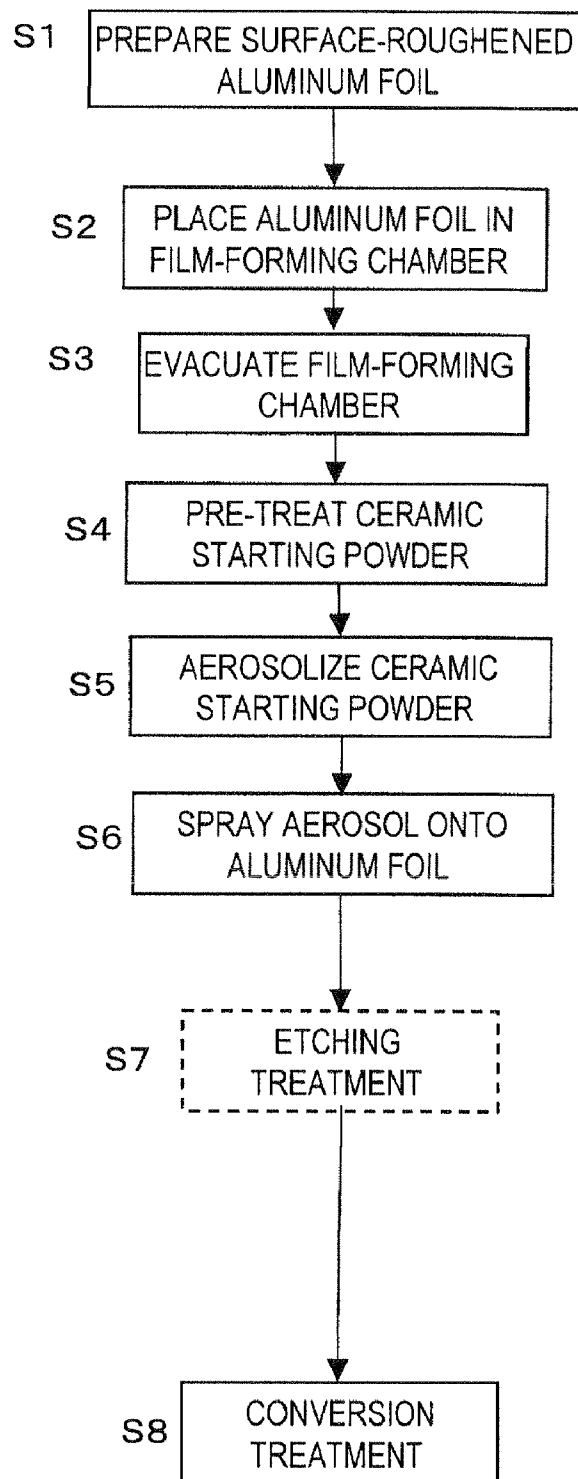 S1
PREPARE SURFACE-ROUGHENED
ALUMINUM FOIL
S2
PLACE ALUMINUM FOIL IN
FILM-FORMING CHAMBER
S3
EVACUATE FILM-FORMING
CHAMBER
S4
PRE-TREAT CERAMIC
STARTING POWDER
S5
AEROSOLIZE CERAMIC
STARTING POWDER
S6
SPRAY AEROSOL ONTO
ALUMINUM FOIL
S7
ETCHING
TREATMENT
S8
CONVERSION
TREATMENT